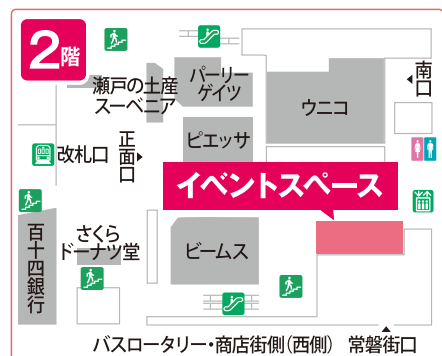 2階
瀬戸の土産
スーベニア
パーリー
ゲイツ
ウニコ
南口
改札口
正面口
ピエッサ
イベントスペース
百十四銀行
さくら
ドーナツ堂
ビームス
バスロータリー・商店街側(西側)
常磐街口